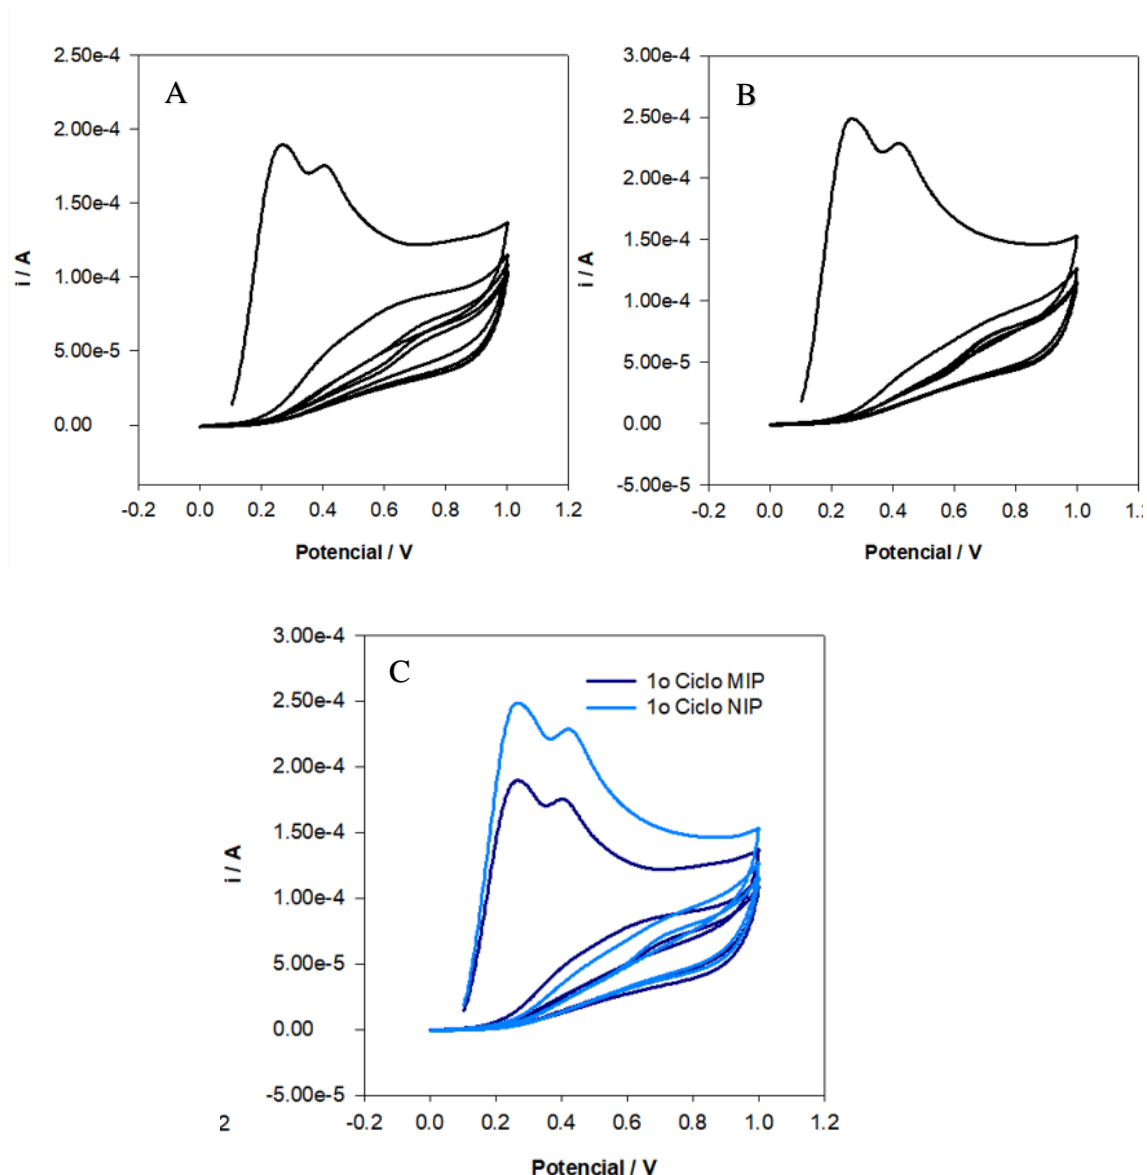 A
2.50e-4
2.00e-4
1.50e-4
1.00e-4
5.00e-5
0.00
i / A
-0.2 0.0 0.2 0.4 0.6 0.8 1.0 1.2
Potencial / V
B
3.00e-4
2.50e-4
2.00e-4
1.50e-4
1.00e-4
5.00e-5
0.00
-5.00e-5
i / A
-0.2 0.0 0.2 0.4 0.6 0.8 1.0 1.2
Potencial / V
C
1o Ciclo MIP
1o Ciclo NIP
3.00e-4
2.50e-4
2.00e-4
1.50e-4
1.00e-4
5.00e-5
0.00
-5.00e-5
i / A
2
-0.2 0.0 0.2 0.4 0.6 0.8 1.0 1.2
Potencial / V